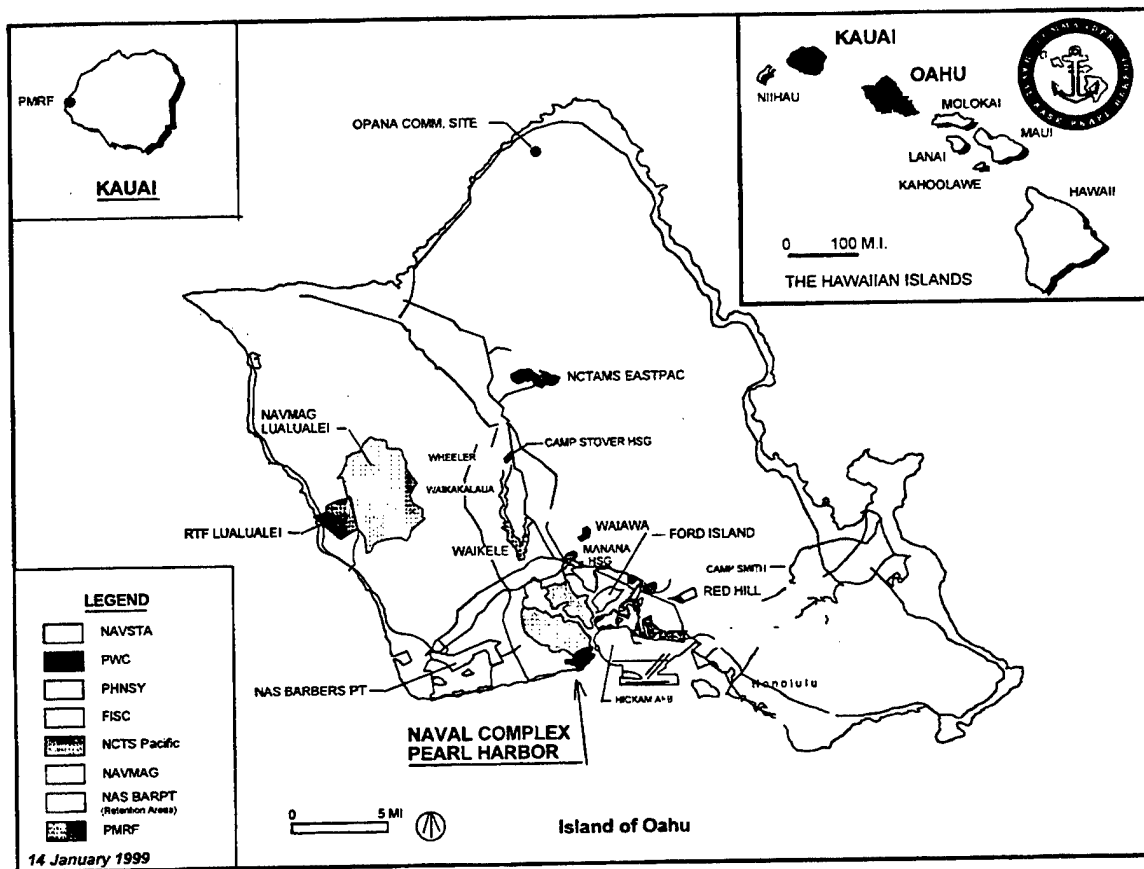 PMRF
KAUAI
KAUAI
OAHU
NIIHAU
MOLOKAI
MAUI
LANAI
KAHOOLAWE
HAWAII
0 100 M.I.
THE HAWAIIAN ISLANDS
COMMANDER
OPANA COMM. SITE
NCTAMS EASTPAC
NAVMAG
LUALUALEI
CAMP STOVER HSG
WHEELER
WAIKAKALAUA
RTF LUALUALEI
WAIKELE
WAIAWA
MANANA
HSG
FORD ISLAND
CAMP SMITH
RED HILL
NAS BARBERS PT
HICKAM AFB
Honolulu
NAVAL COMPLEX
PEARL HARBOR
LEGEND
NAVSTA
PWC
PHNSY
FISC
NCTS Pacific
NAVMAG
NAS BARPT
(Retention Areas)
PMRF
14 January 1999
0 5 MI
Island of Oahu